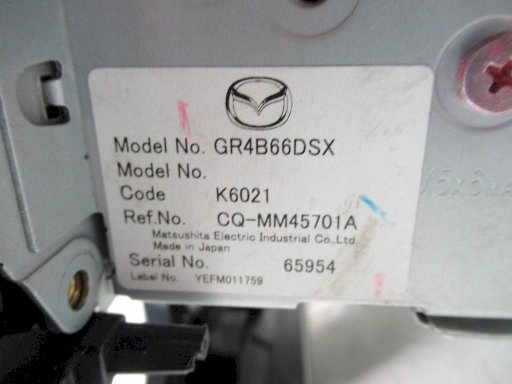 Model No. GR4B66DSX
Model No.
Code K6021
Ref.No. CQ-MM45701A
Matsushita Electric Industrial Co.,Ltd.
Made in Japan
Serial No. 65954
Label No. YEFM011759